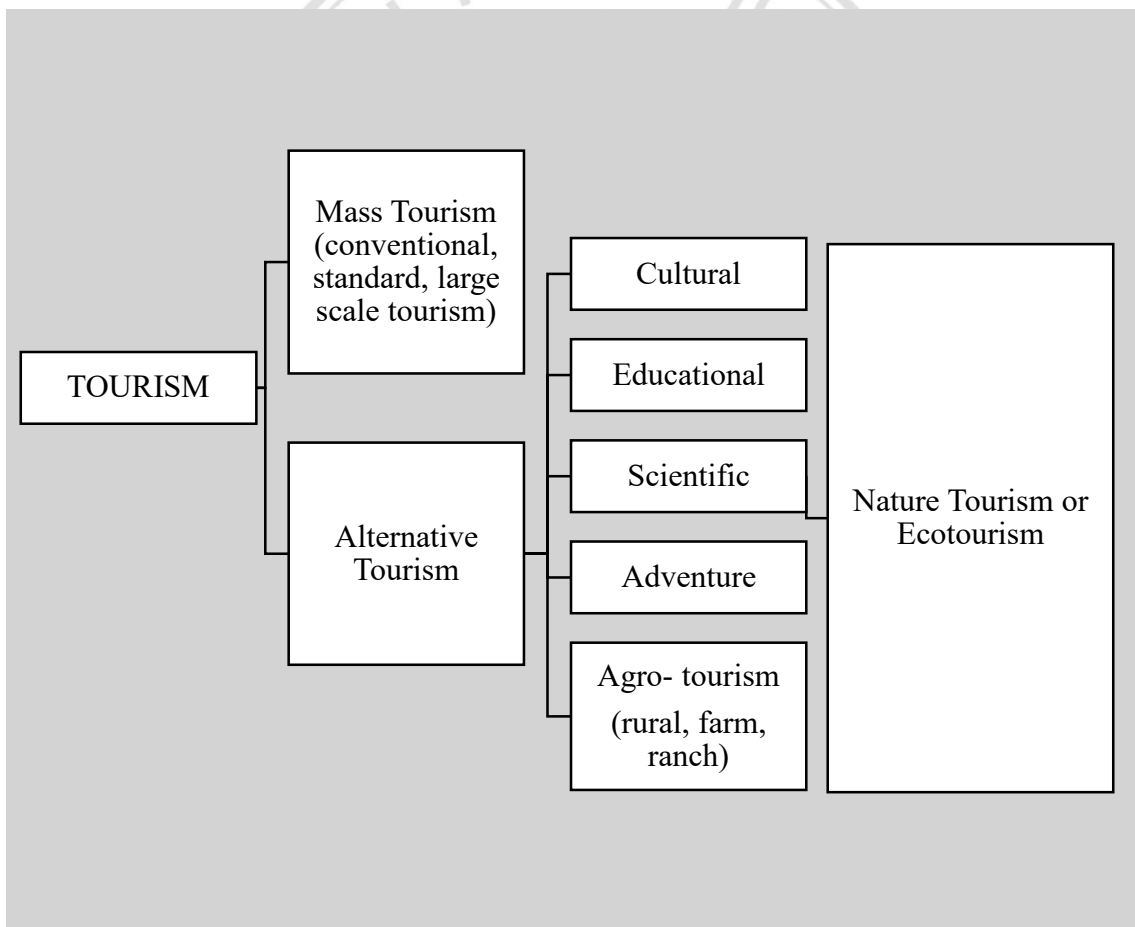 TOURISM
Mass Tourism
(conventional,
standard, large
scale tourism)
Alternative
Tourism
Cultural
Educational
Scientific
Adventure
Agro- tourism
(rural, farm,
ranch)
Nature Tourism or
Ecotourism